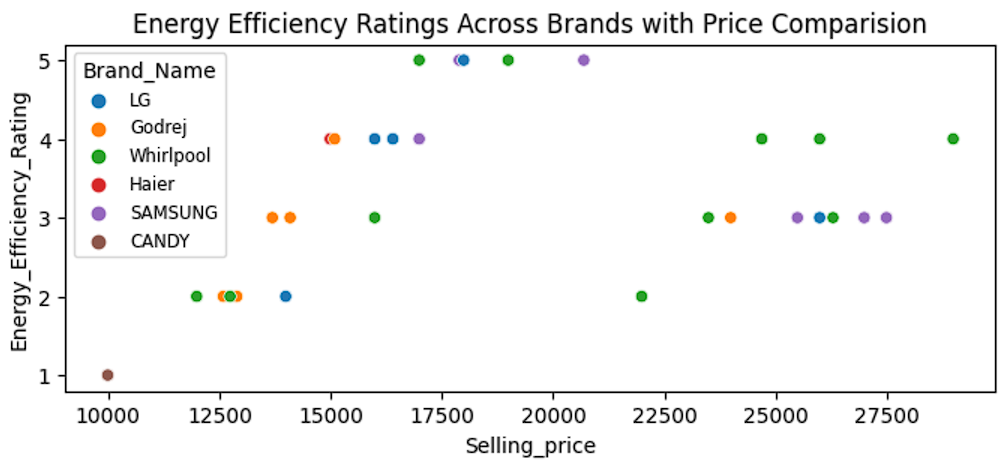 Energy Efficiency Ratings Across Brands with Price Comparision
Energy_Efficiency_Rating
5
4
3
2
1
Brand_Name
LG
Godrej
Whirlpool
Haier
SAMSUNG
CANDY
10000 12500 15000 17500 20000 22500 25000 27500
Selling_price